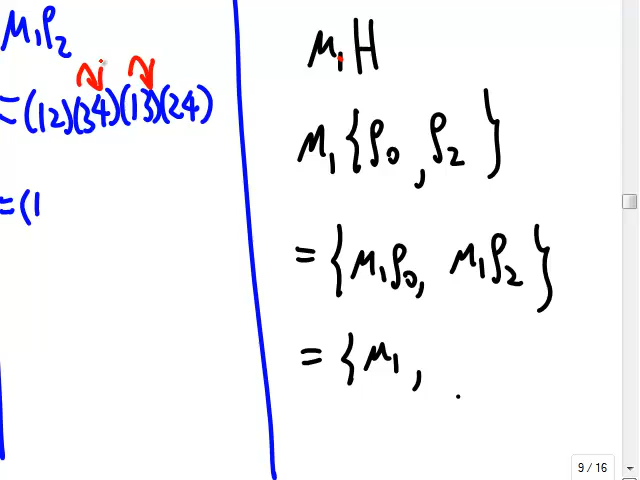 μ₁ρ₂
=(12)(34)(13)(24)
=(1
μ₁H
μ₁{ρ₀,ρ₂}
={μ₁ρ₀, μ₁ρ₂}
={μ₁,
9 / 16